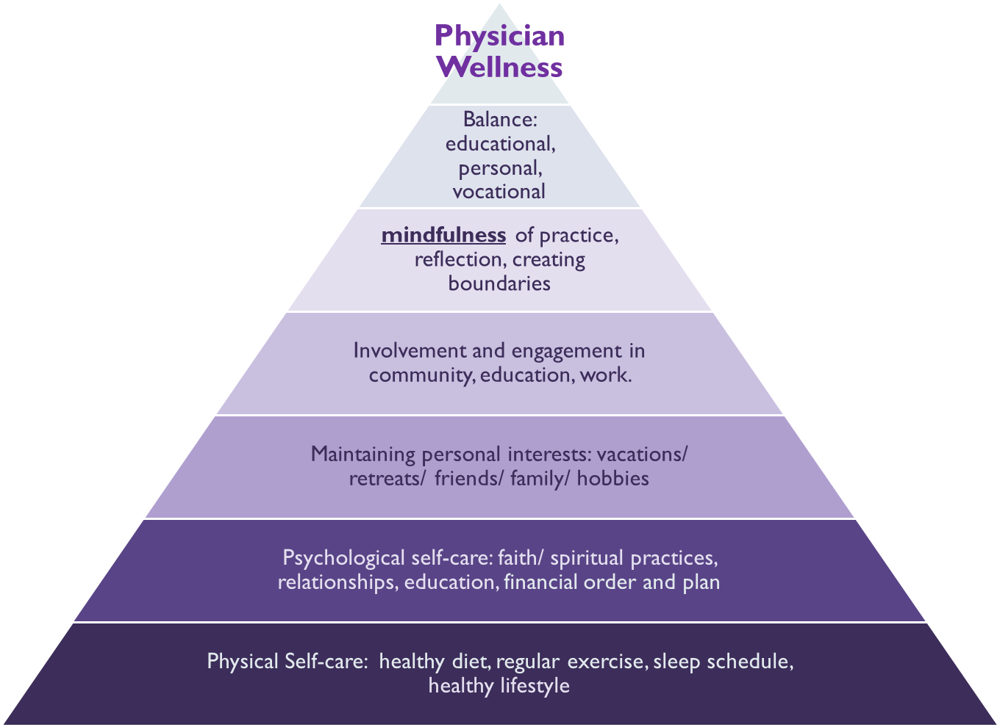 Physician
Wellness
Balance:
educational,
personal,
vocational
mindfulness of practice,
reflection, creating
boundaries
Involvement and engagement in
community, education, work.
Maintaining personal interests: vacations/
retreats/ friends/ family/ hobbies
Psychological self-care: faith/ spiritual practices,
relationships, education, financial order and plan
Physical Self-care: healthy diet, regular exercise, sleep schedule,
healthy lifestyle